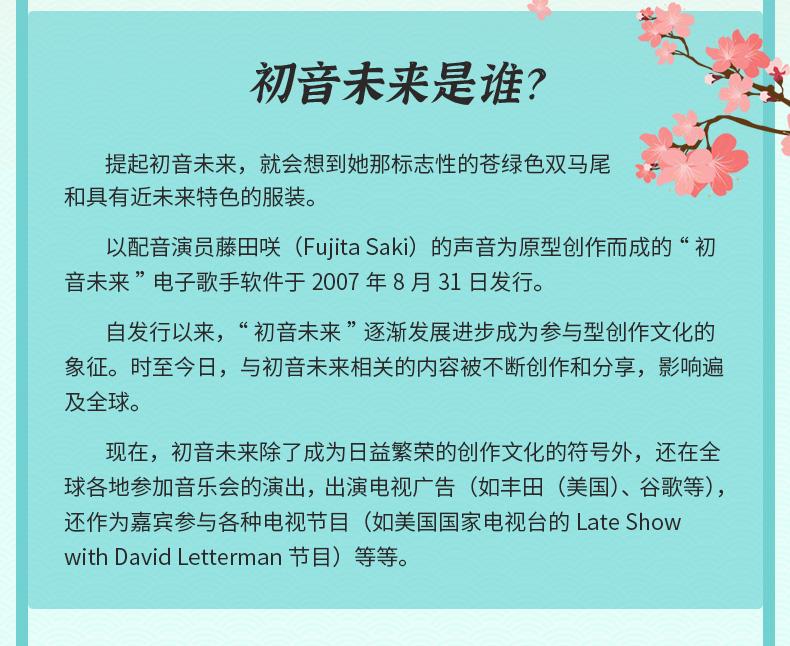 初音未来是谁?
提起初音未来，就会想到她那标志性的苍绿色双马尾
和具有近未来特色的服装。
以配音演员藤田咲（Fujita Saki）的声音为原型创作而成的“初
音未来”电子歌手软件于 2007 年 8 月 31 日发行。
自发行以来，“初音未来”逐渐发展进步成为参与型创作文化的
象征。时至今日，与初音未来相关的内容被不断创作和分享，影响遍
及全球。
现在，初音未来除了成为日益繁荣的创作文化的符号外，还在全
球各地参加音乐会的演出，出演电视广告（如丰田（美国）、谷歌等），
还作为嘉宾参与各种电视节目（如美国国家电视台的 Late Show
with David Letterman 节目）等等。